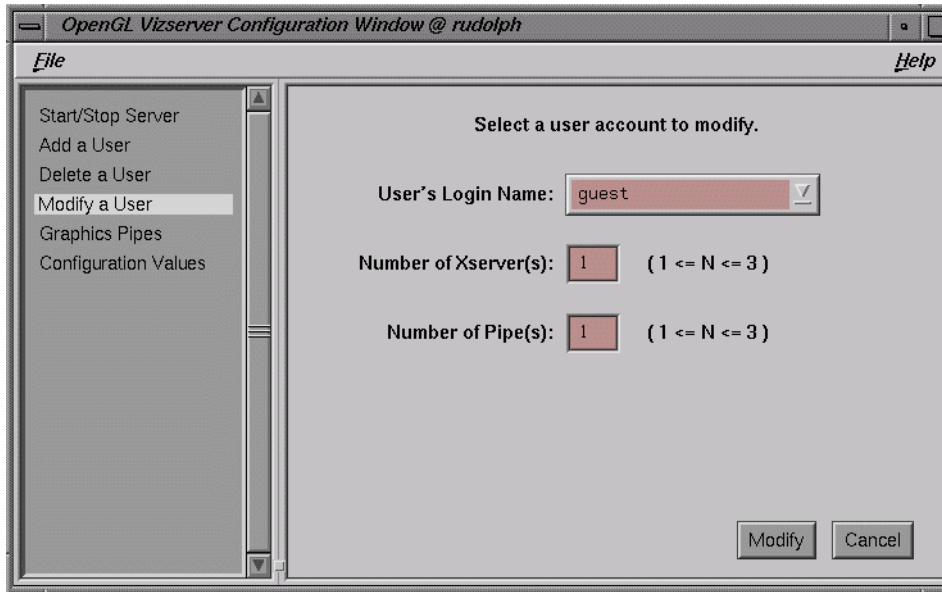 OpenGL Vizserver Configuration Window @ rudolph
File Help
Start/Stop Server
Add a User
Delete a User
Modify a User
Graphics Pipes
Configuration Values
Select a user account to modify.
User's Login Name: guest
Number of Xserver(s): 1 ( 1 <= N <= 3 )
Number of Pipe(s): 1 ( 1 <= N <= 3 )
Modify Cancel